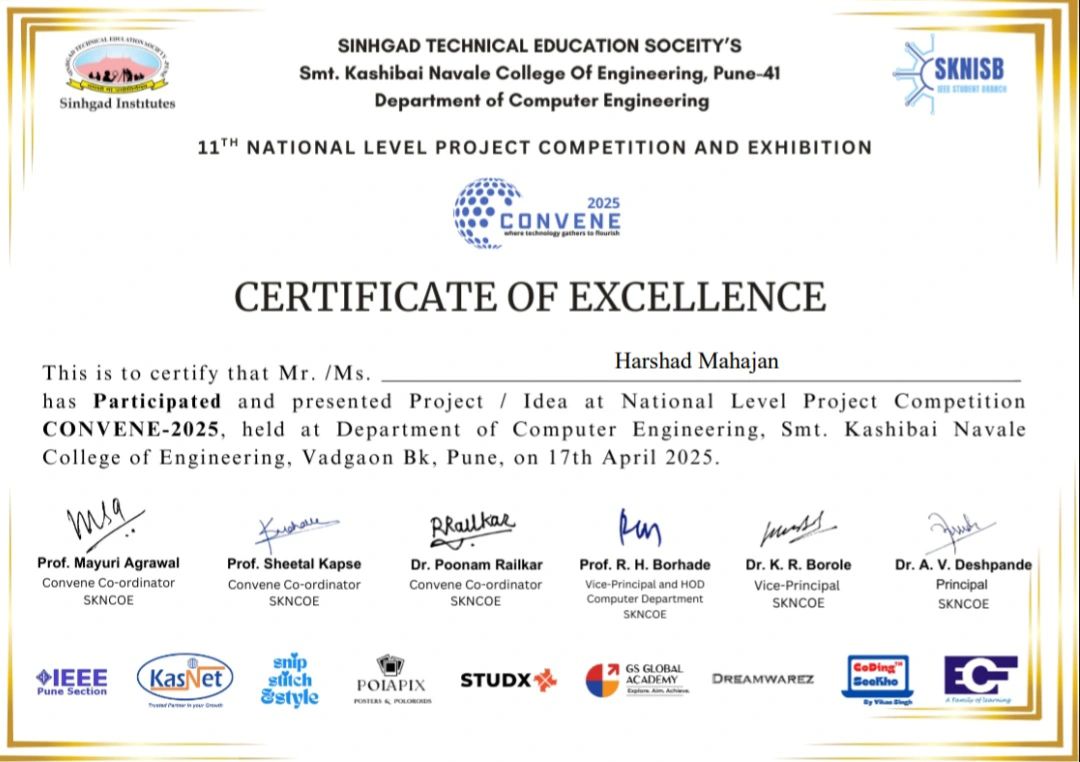 SINHGAD TECHNICAL EDUCATION SOCEITY'S
Smt. Kashibai Navale College Of Engineering, Pune-41
Department of Computer Engineering
Sinhgad Institutes
SKNISB
IEEE STUDENT BRANCH
11TH NATIONAL LEVEL PROJECT COMPETITION AND EXHIBITION
2025
CONVENE
where technology gathers to flourish
CERTIFICATE OF EXCELLENCE
This is to certify that Mr. /Ms. Harshad Mahajan
has Participated and presented Project / Idea at National Level Project Competition
CONVENE-2025, held at Department of Computer Engineering, Smt. Kashibai Navale
College of Engineering, Vadgaon Bk, Pune, on 17th April 2025.
Prof. Mayuri Agrawal
Convene Co-ordinator
SKNCOE
Prof. Sheetal Kapse
Convene Co-ordinator
SKNCOE
PRailkar
Dr. Poonam Railkar
Convene Co-ordinator
SKNCOE
Prof. R. H. Borhade
Vice-Principal and HOD
Computer Department
SKNCOE
Dr. K. R. Borole
Vice-Principal
SKNCOE
Dr. A. V. Deshpande
Principal
SKNCOE
IEEE
Pune Section
KasNet
Trusted Partner in your Growth
snip
stitch
&style
POLAPIX
POSTERS & POLOROIDS
STUDX
GS GLOBAL
ACADEMY
Explore. Aim. Achieve.
DREAMWAREZ
CoDing™
SeeKho
By Vikas Singh
ECF
A Family of learning